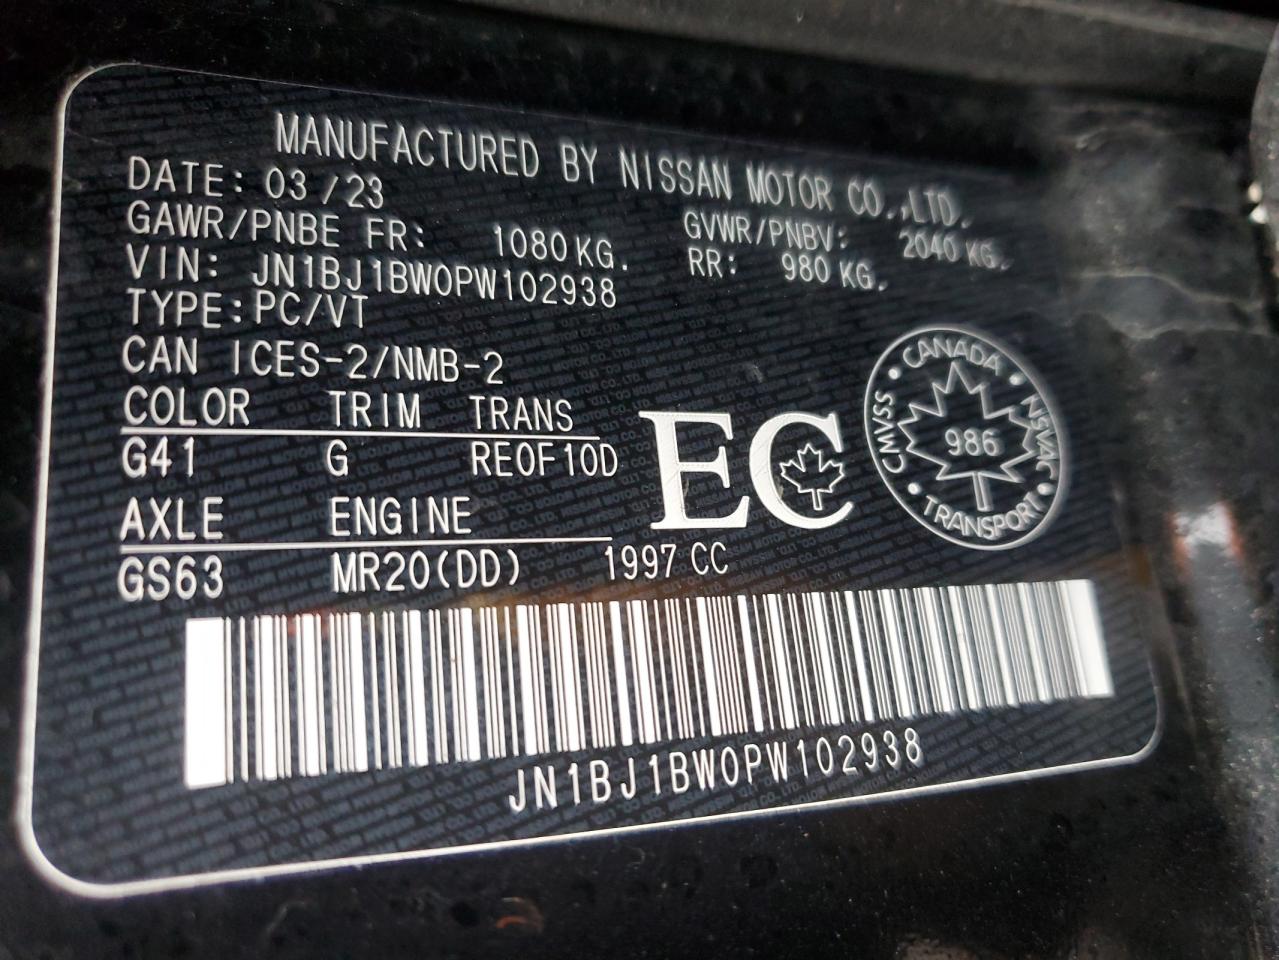 MANUFACTURED BY NISSAN MOTOR CO.,LTD.
DATE: 03/23
GAWR/PNBE FR: 1080 KG. GVWR/PNBV: 2040 KG.
RR: 980 KG.
VIN: JN1BJ1BW0PW102938
TYPE:PC/VT
CAN ICES-2/NMB-2
COLOR TRIM TRANS
G41 G RE0F10D
AXLE ENGINE
GS63 MR20(DD) 1997 CC
EC
CANADA
CMVSS
NSVAC
986
TRANSPORT
JN1BJ1BW0PW102938